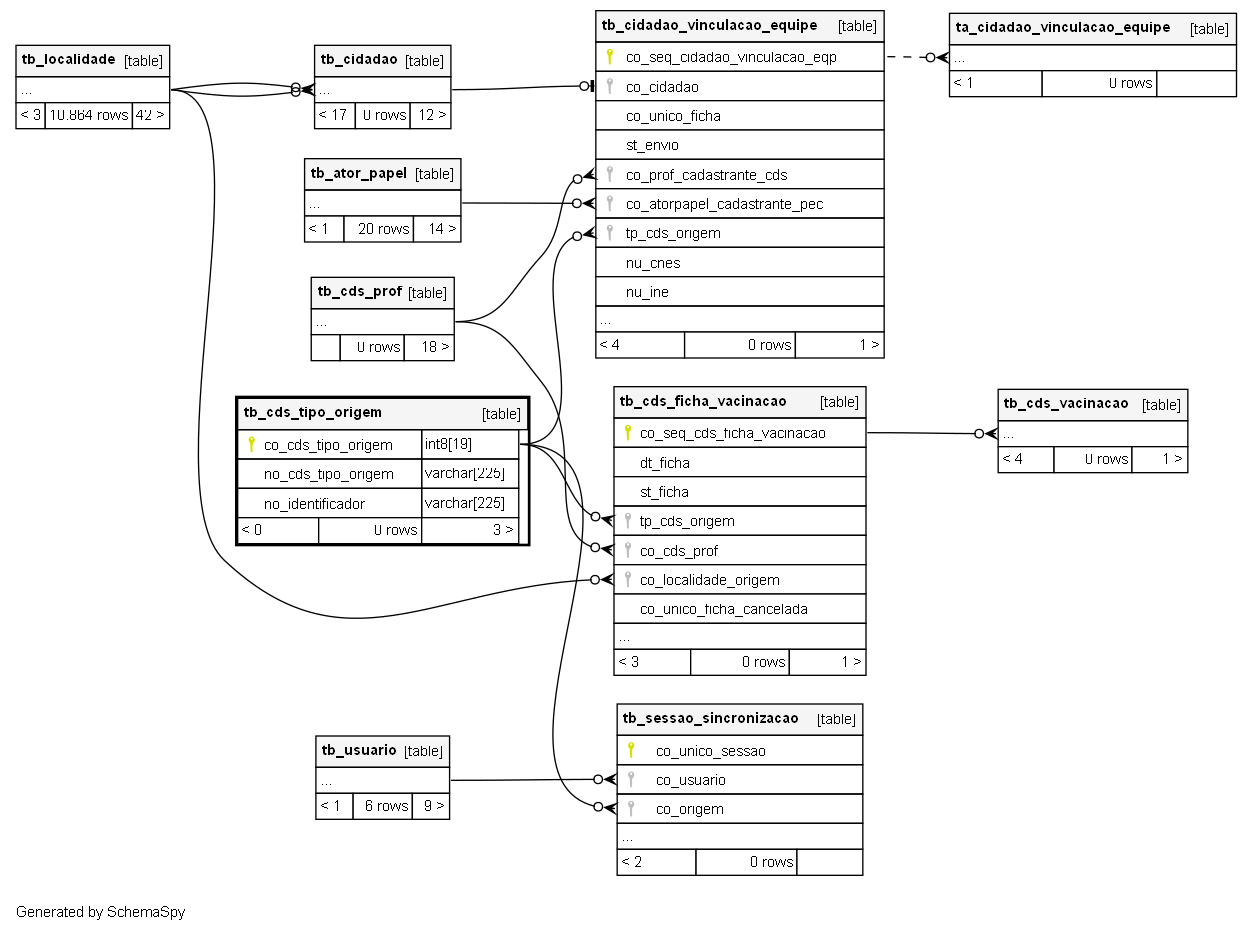 tb_localidade [table]
...
< 3 10.864 rows 42 >
tb_cidadao [table]
...
< 17 0 rows 12 >
tb_ator_papel [table]
...
< 1 20 rows 14 >
tb_cds_prof [table]
...
0 rows 18 >
tb_cds_tipo_origem [table]
co_cds_tipo_origem int8[19]
no_cds_tipo_origem varchar[225]
no_identificador varchar[225]
< 0 0 rows 3 >
tb_usuario [table]
...
< 1 6 rows 9 >
tb_cidadao_vinculacao_equipe [table]
co_seq_cidadao_vinculacao_eqp
co_cidadao
co_unico_ficha
st_envio
co_prof_cadastrante_cds
co_atorpapel_cadastrante_pec
tp_cds_origem
nu_cnes
nu_ine
...
< 4 0 rows 1 >
tb_cds_ficha_vacinacao [table]
co_seq_cds_ficha_vacinacao
dt_ficha
st_ficha
tp_cds_origem
co_cds_prof
co_localidade_origem
co_unico_ficha_cancelada
...
< 3 0 rows 1 >
tb_sessao_sincronizacao [table]
co_unico_sessao
co_usuario
co_origem
...
< 2 0 rows
ta_cidadao_vinculacao_equipe [table]
...
< 1 0 rows
tb_cds_vacinacao [table]
...
< 4 0 rows 1 >
Generated by SchemaSpy